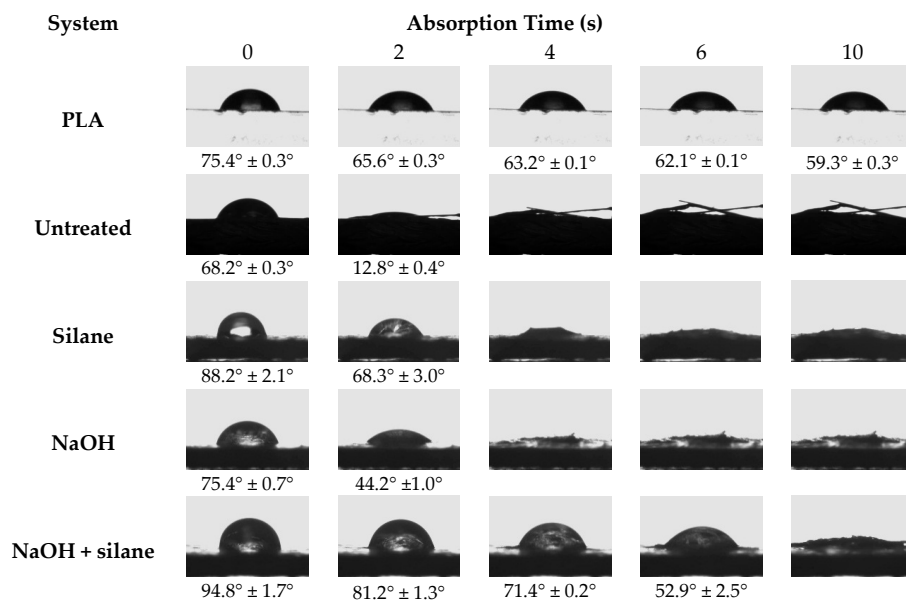 System Absorption Time (s)
0 2 4 6 10
PLA
75.4° ± 0.3° 65.6° ± 0.3° 63.2° ± 0.1° 62.1° ± 0.1° 59.3° ± 0.3°
Untreated
68.2° ± 0.3° 12.8° ± 0.4°
Silane
88.2° ± 2.1° 68.3° ± 3.0°
NaOH
75.4° ± 0.7° 44.2° ±1.0°
NaOH + silane
94.8° ± 1.7° 81.2° ± 1.3° 71.4° ± 0.2° 52.9° ± 2.5°